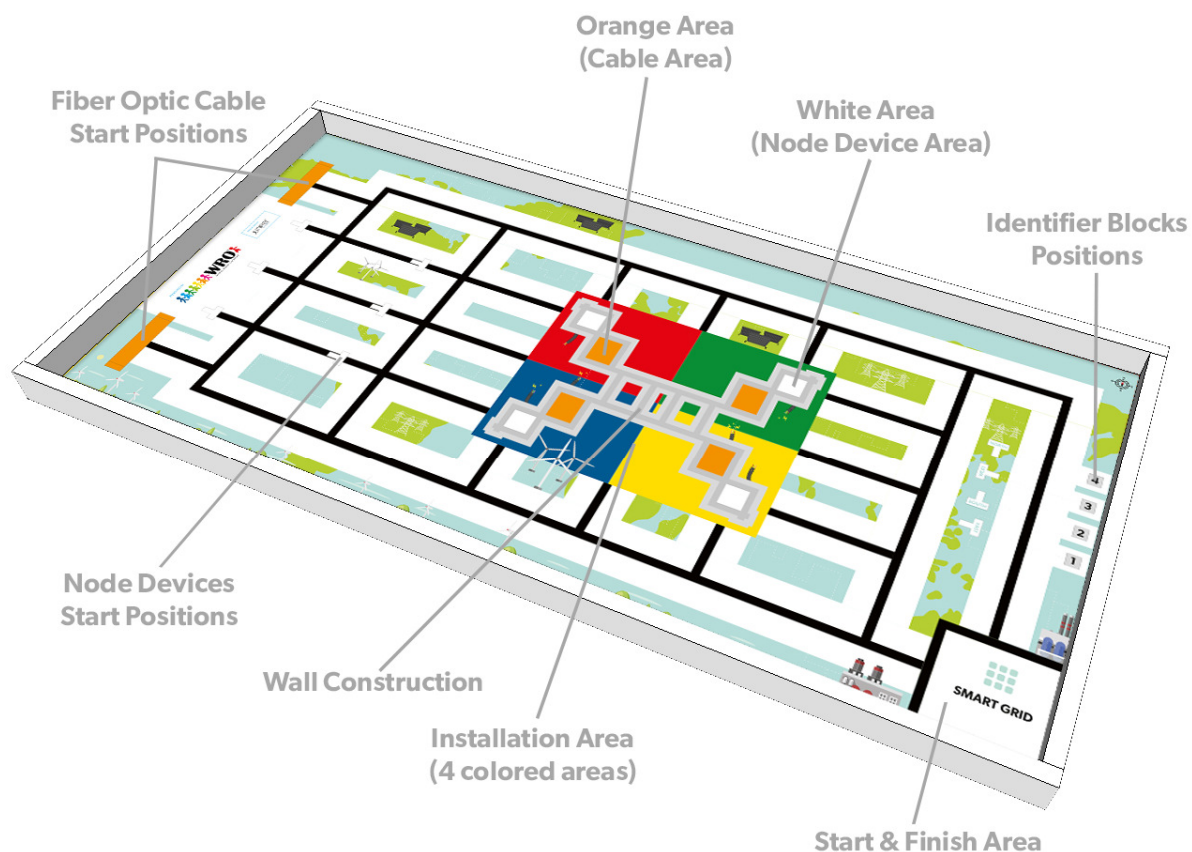 Orange Area
(Cable Area)
Fiber Optic Cable
Start Positions
White Area
(Node Device Area)
Identifier Blocks
Positions
WRO
4
3
2
1
Node Devices
Start Positions
Wall Construction
SMART GRID
Installation Area
(4 colored areas)
Start & Finish Area